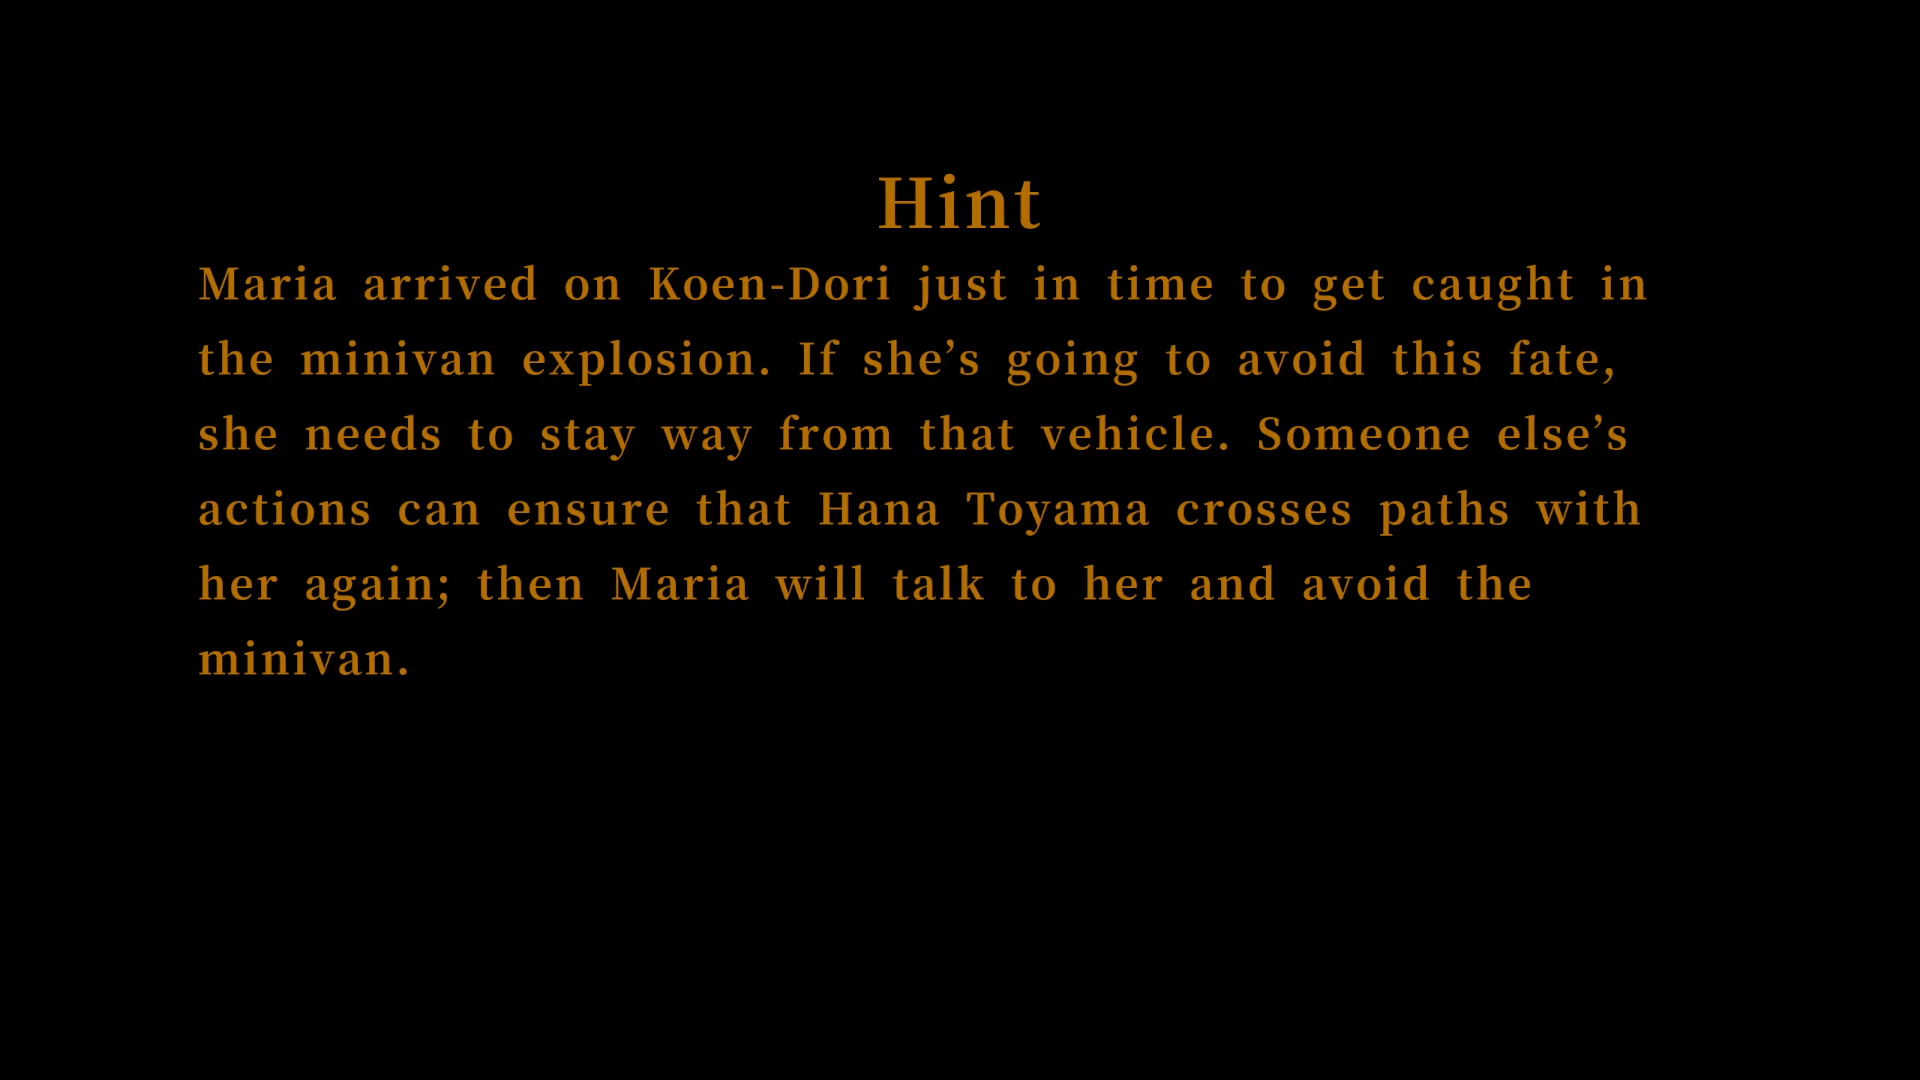 Hint
Maria arrived on Koen-Dori just in time to get caught in
the minivan explosion. If she’s going to avoid this fate,
she needs to stay way from that vehicle. Someone else’s
actions can ensure that Hana Toyama crosses paths with
her again; then Maria will talk to her and avoid the
minivan.